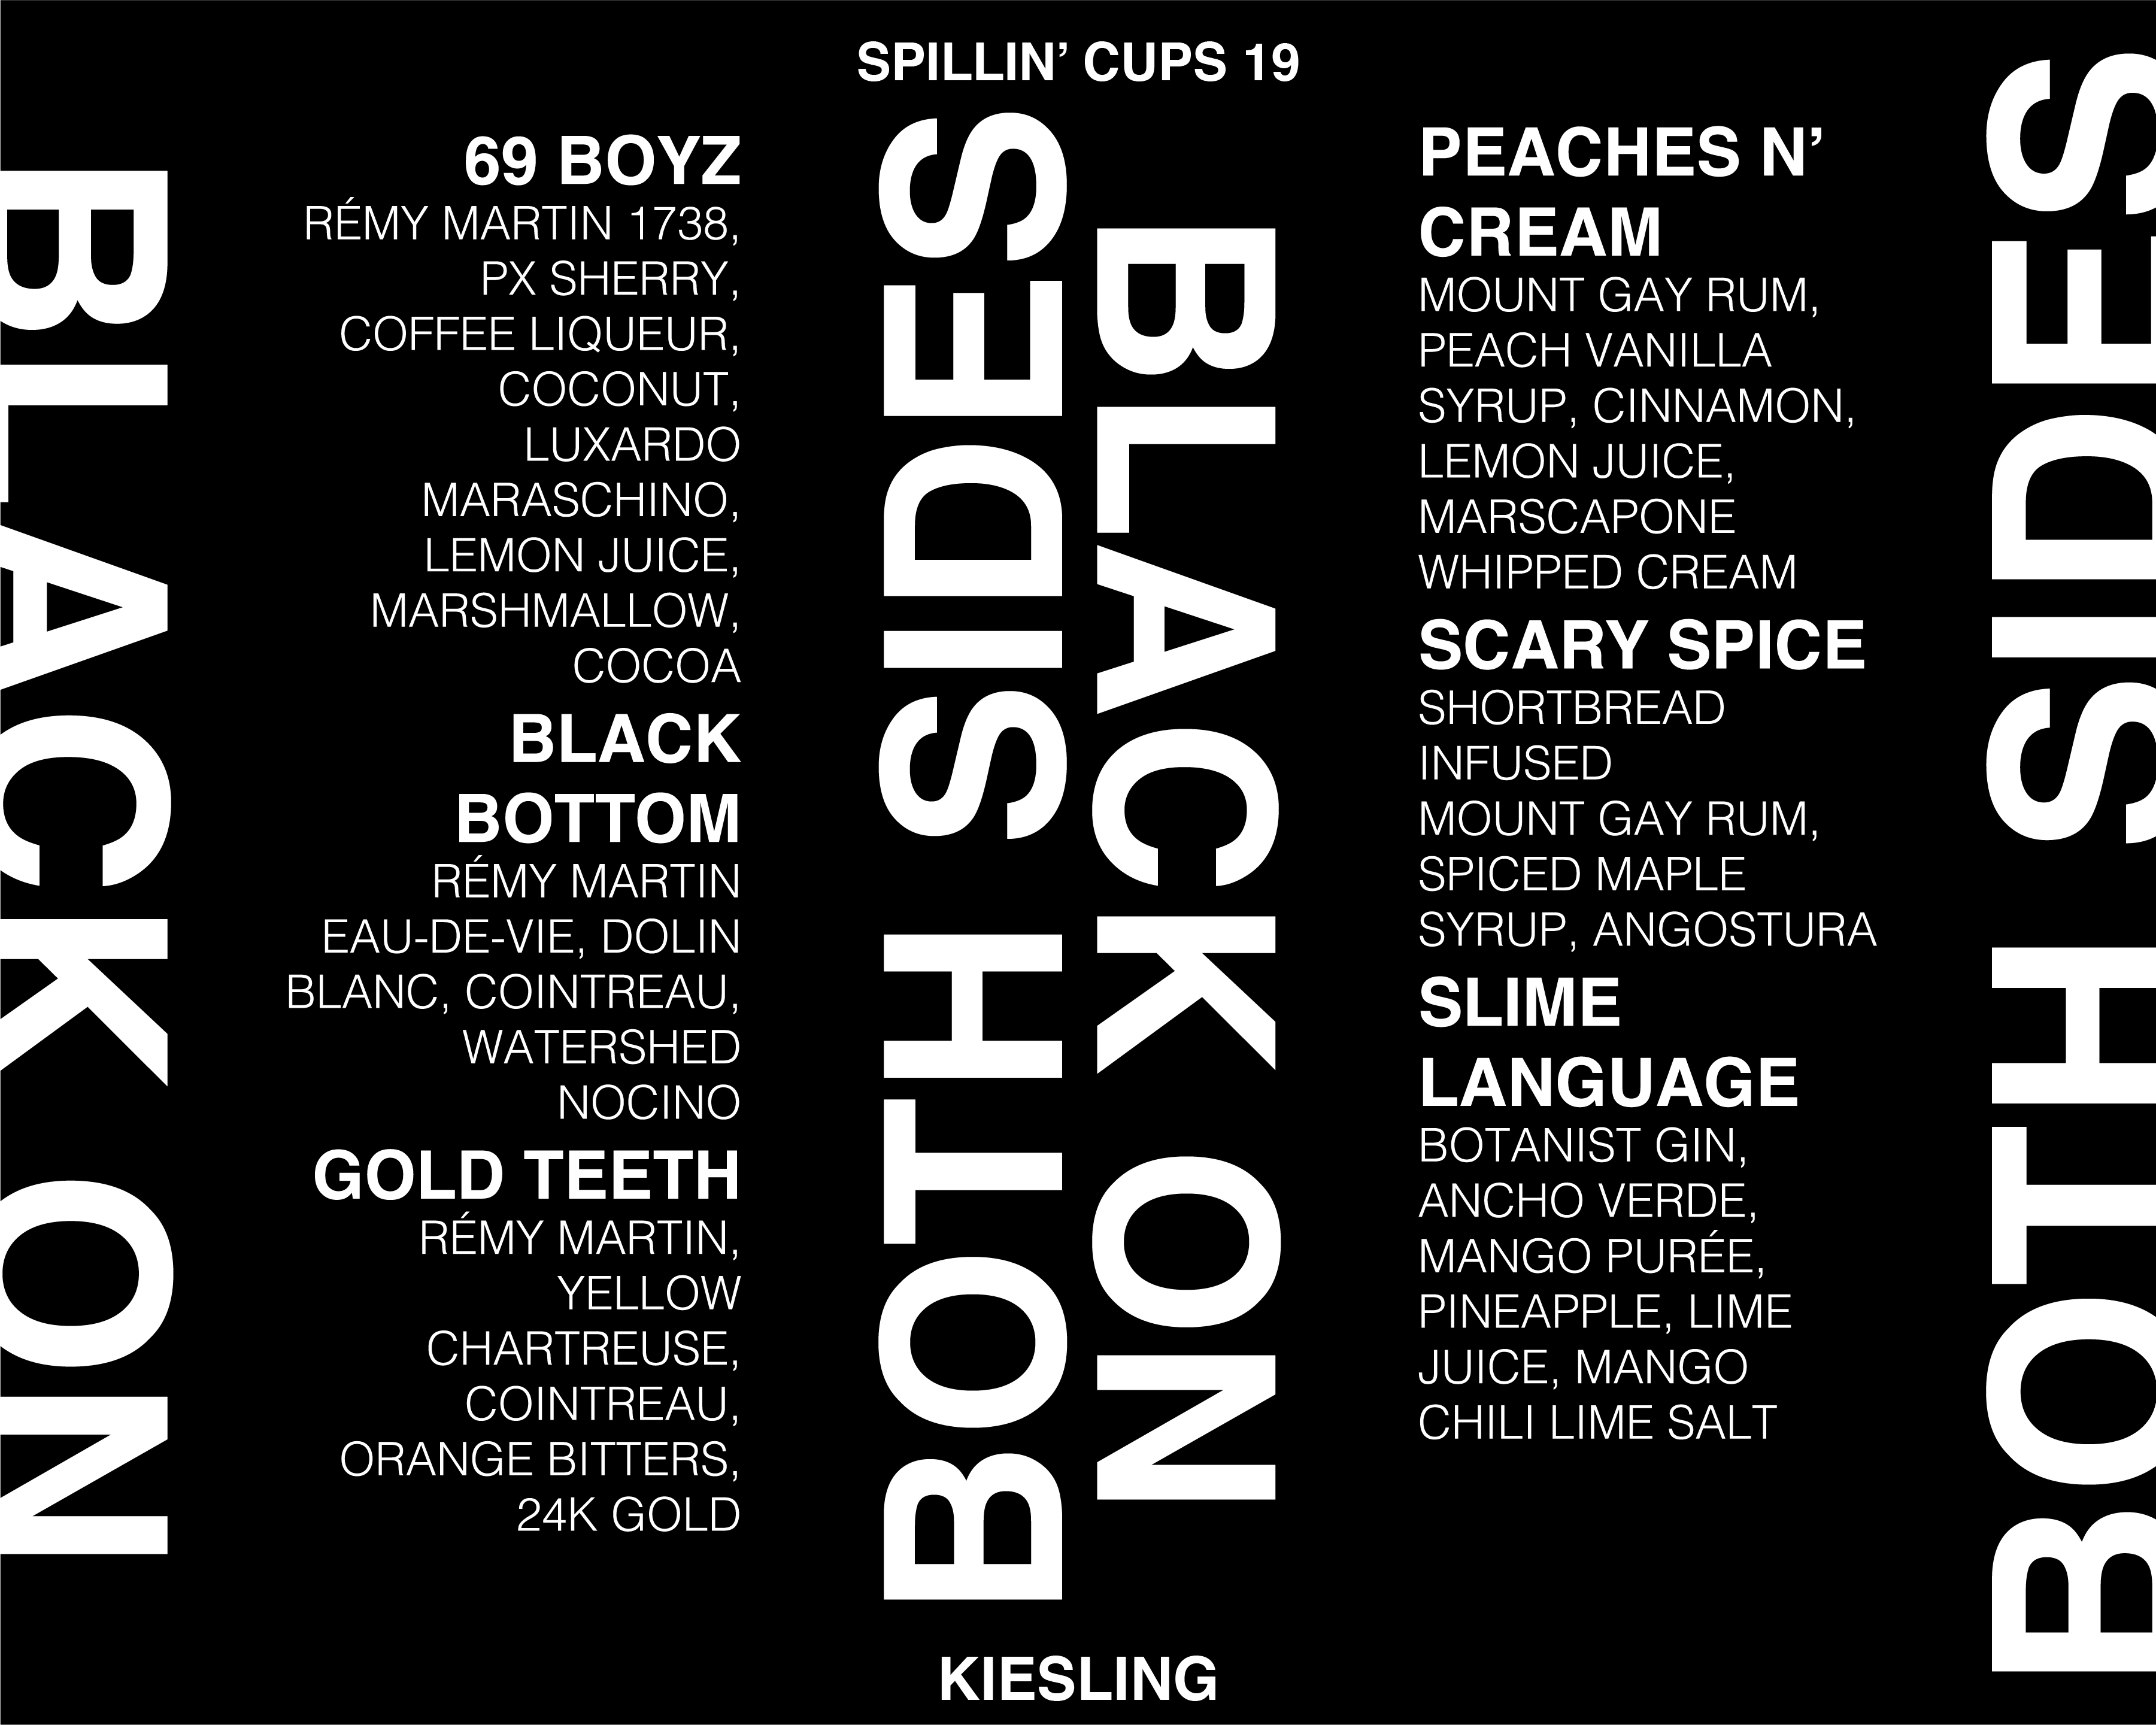 SPILLIN’ CUPS 19
BLACK ON
69 BOYZ
RÉMY MARTIN 1738,
PX SHERRY,
COFFEE LIQUEUR,
COCONUT,
LUXARDO
MARASCHINO,
LEMON JUICE,
MARSHMALLOW,
COCOA
BLACK
BOTTOM
RÉMY MARTIN
EAU-DE-VIE, DOLIN
BLANC, COINTREAU,
WATERSHED
NOCINO
GOLD TEETH
RÉMY MARTIN,
YELLOW
CHARTREUSE,
COINTREAU,
ORANGE BITTERS,
24K GOLD
BLACK ON
BOTH SIDES
PEACHES N’
CREAM
MOUNT GAY RUM,
PEACH VANILLA
SYRUP, CINNAMON,
LEMON JUICE,
MARSCAPONE
WHIPPED CREAM
SCARY SPICE
SHORTBREAD
INFUSED
MOUNT GAY RUM,
SPICED MAPLE
SYRUP, ANGOSTURA
SLIME
LANGUAGE
BOTANIST GIN,
ANCHO VERDE,
MANGO PURÉE,
PINEAPPLE, LIME
JUICE, MANGO
CHILI LIME SALT
BOTH SIDES
KIESLING